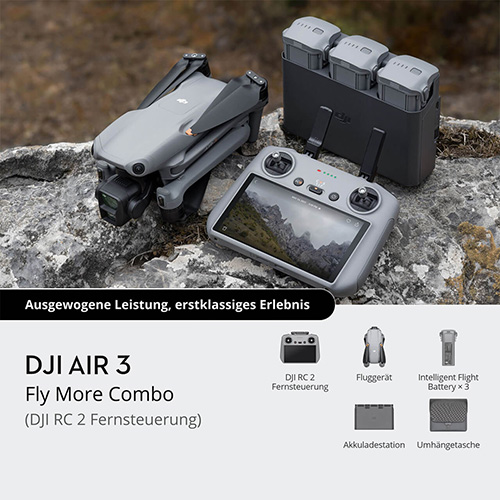 Ausgewogene Leistung, erstklassiges Erlebnis
DJI AIR 3
Fly More Combo
(DJI RC 2 Fernsteuerung)
DJI RC 2
Fernsteuerung
Fluggerät
Intelligent Flight
Battery × 3
Akkuladestation
Umhängetasche